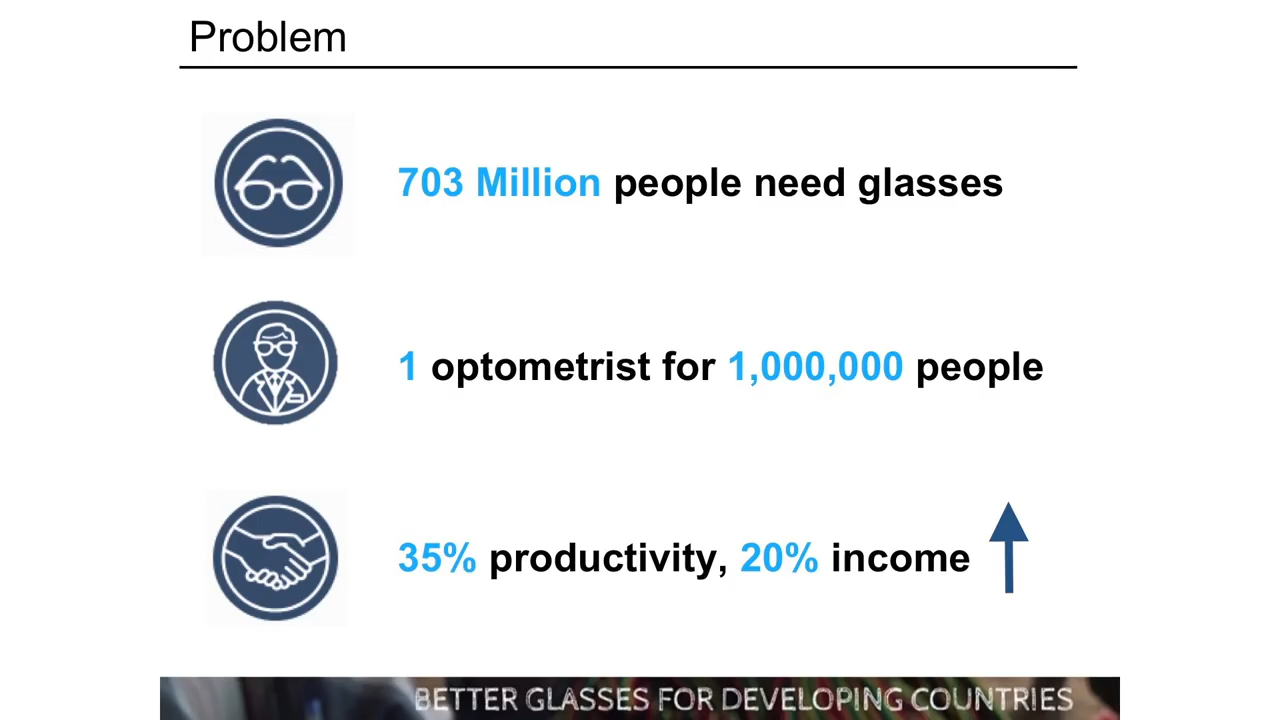 Problem
703 Million people need glasses
1 optometrist for 1,000,000 people
35% productivity, 20% income
BETTER GLASSES FOR DEVELOPING COUNTRIES